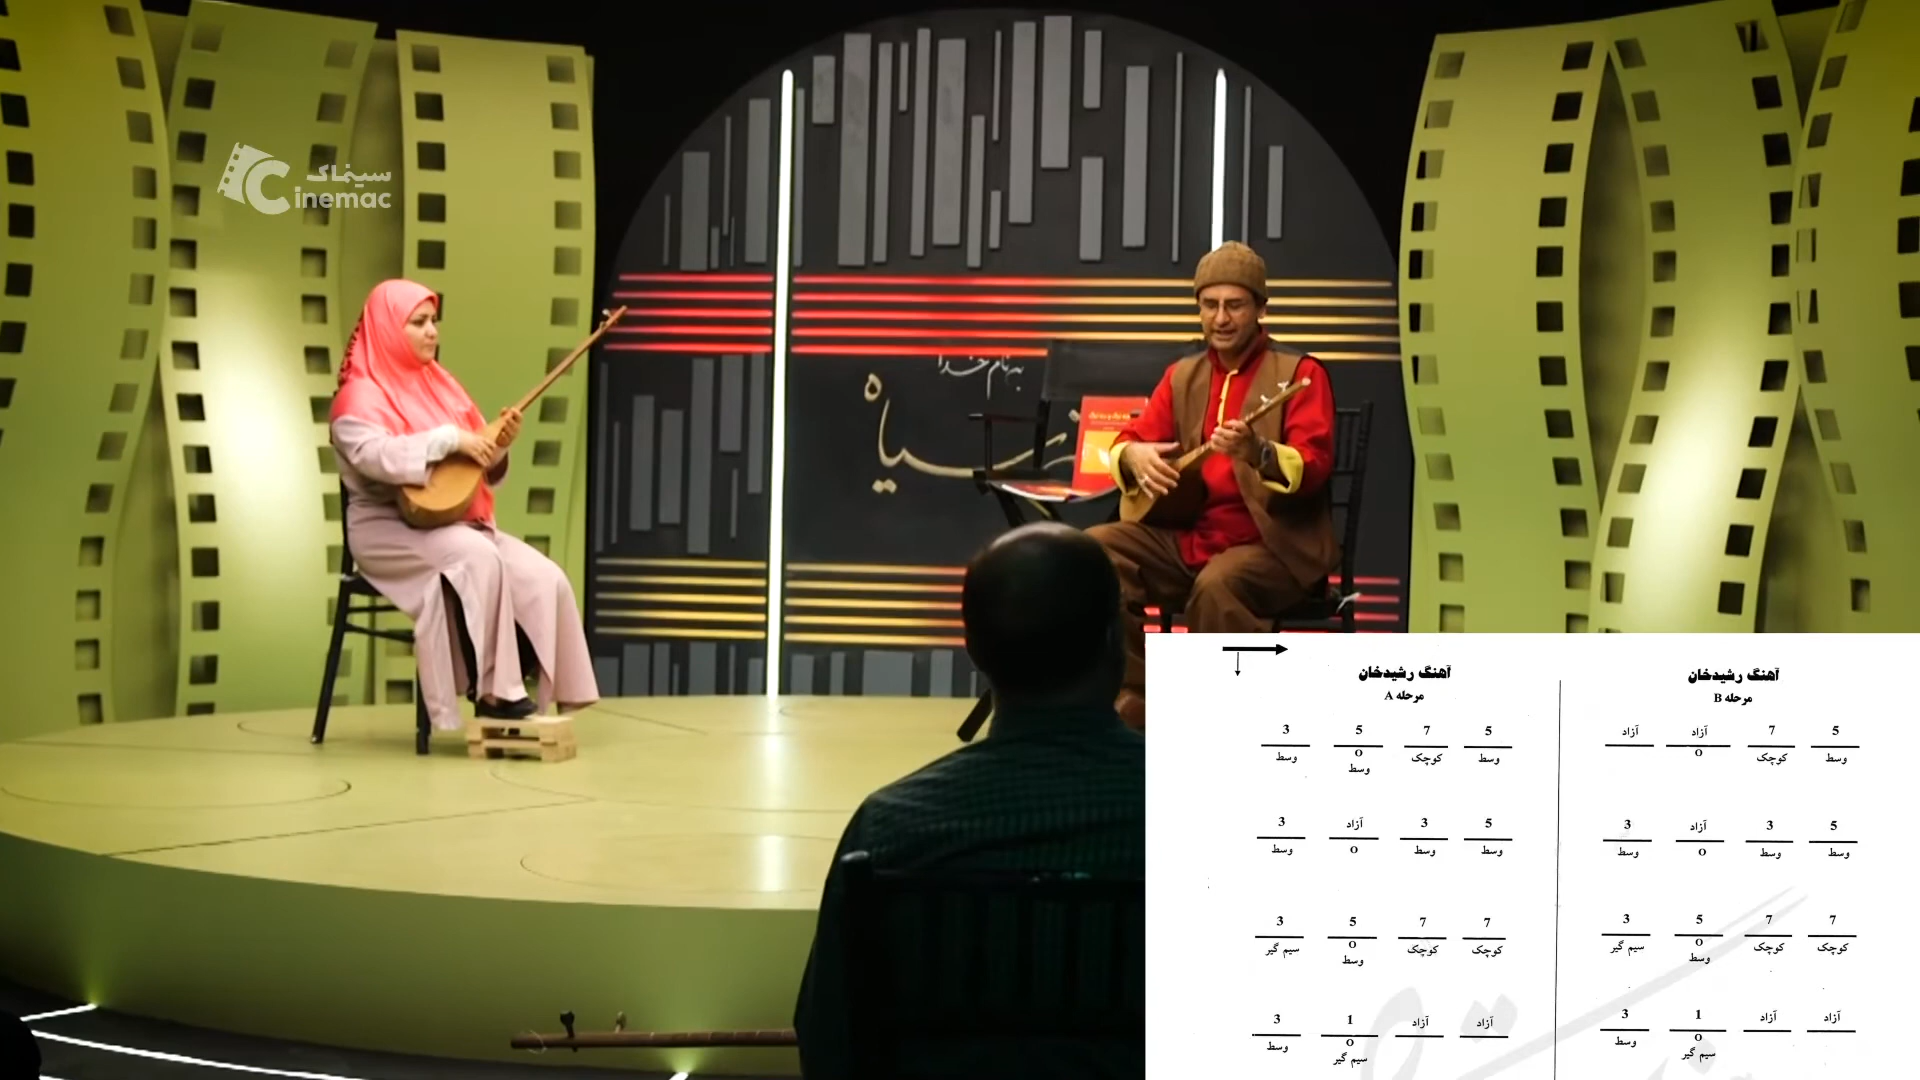 سینماک
Cinemac
به نام خدا
سیاه
آهنگ رشیدخان
مرحله A
3 5 7 5
وسط o وسط کوچک وسط
3 آزاد 3 5
وسط o وسط وسط
3 5 7 7
سیم گیر o وسط کوچک کوچک
3 1 آزاد آزاد
وسط o سیم گیر
آهنگ رشیدخان
مرحله B
آزاد آزاد 7 5
o کوچک وسط
3 آزاد 3 5
وسط o وسط وسط
3 5 7 7
سیم گیر o وسط کوچک کوچک
3 1 آزاد آزاد
وسط o سیم گیر